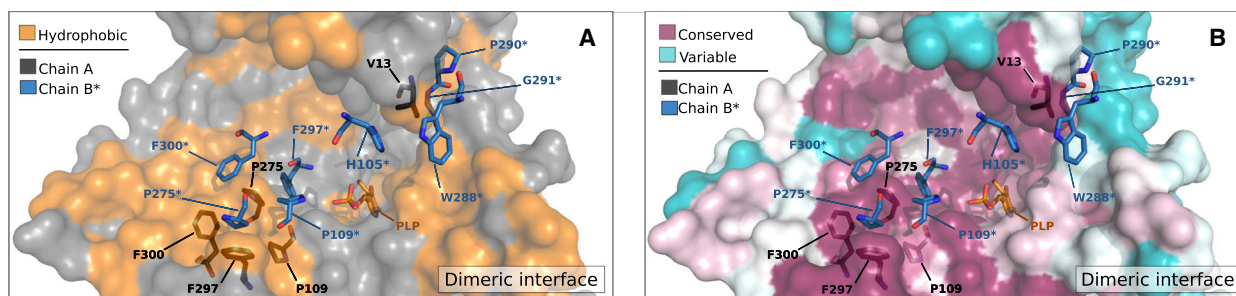 A
Hydrophobic
Chain A
Chain B*
V13
P290*
G291*
F297*
F300*
P275
H105*
P275*
W288*
PLP
P109*
F300
F297
P109
Dimeric interface
B
Conserved
Variable
Chain A
Chain B*
V13
P290*
G291*
F297*
F300*
P275
H105*
P275*
W288*
PLP
P109*
F300
F297
P109
Dimeric interface